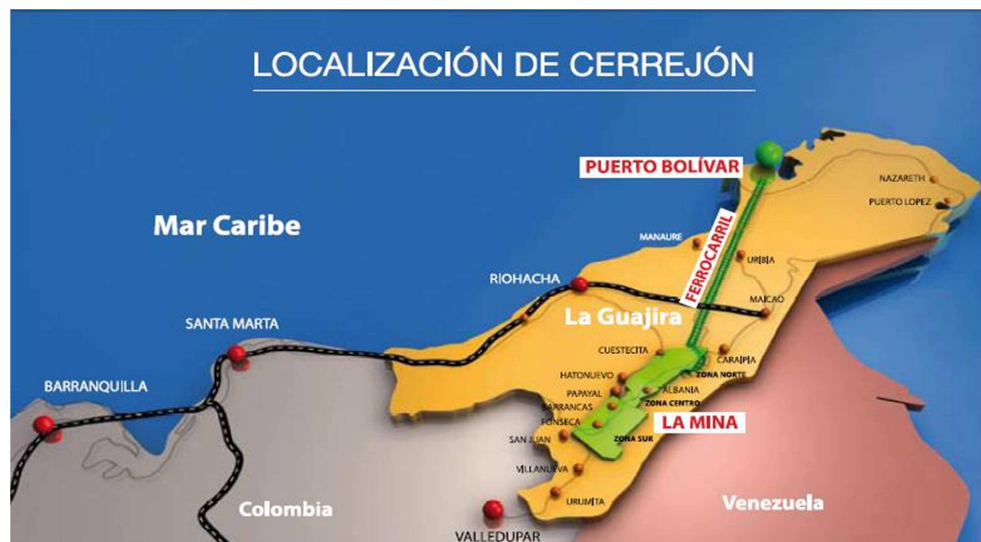 LOCALIZACIÓN DE CERREJÓN
PUERTO BOLÍVAR
NAZARETH
PUERTO LOPEZ
Mar Caribe
MANAURE
FERROCARRIL
URIBIA
RIOHACHA
MAICAO
La Guajira
SANTA MARTA
CUESTECITA
CARAIPIA
ZONA NORTE
HATONUEVO
BARRANQUILLA
PAPAYAL
ALBANIA
ZONA CENTRO
BARRANCAS
FONSECA
LA MINA
SAN JUAN
ZONA SUR
VILLANUEVA
URUMITA
Colombia
Venezuela
VALLEDUPAR